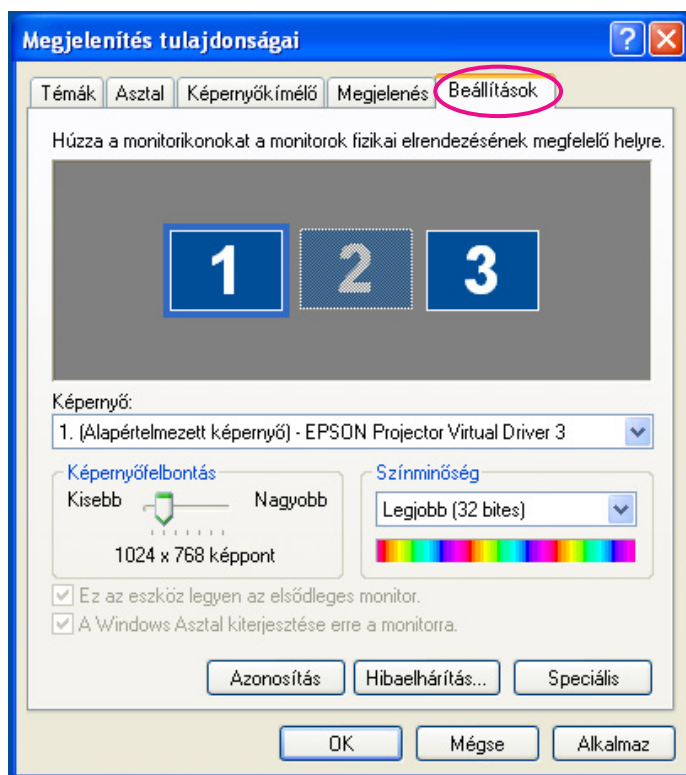 Megjelenítés tulajdonságai
Témák Asztal Képernyőkímélő Megjelenés Beállítások
Húzza a monitorikonokat a monitorok fizikai elrendezésének megfelelő helyre.
1 2 3
Képernyő:
1. (Alapértelmezett képernyő) - EPSON Projector Virtual Driver 3
Képernyőfelbontás Színminőség
Kisebb Nagyobb Legjobb (32 bites)
1024 x 768 képpont
Ez az eszköz legyen az elsődleges monitor.
A Windows Asztal kiterjesztése erre a monitorra.
Azonosítás Hibaelhárítás... Speciális
OK Mégse Alkalmaz